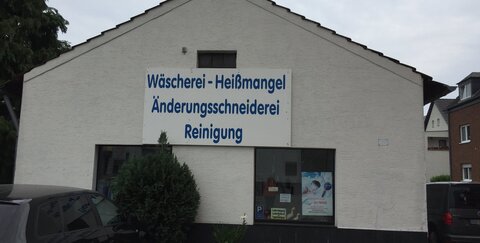 Wäscherei - Heißmangel
Änderungsschneiderei
Reinigung
P